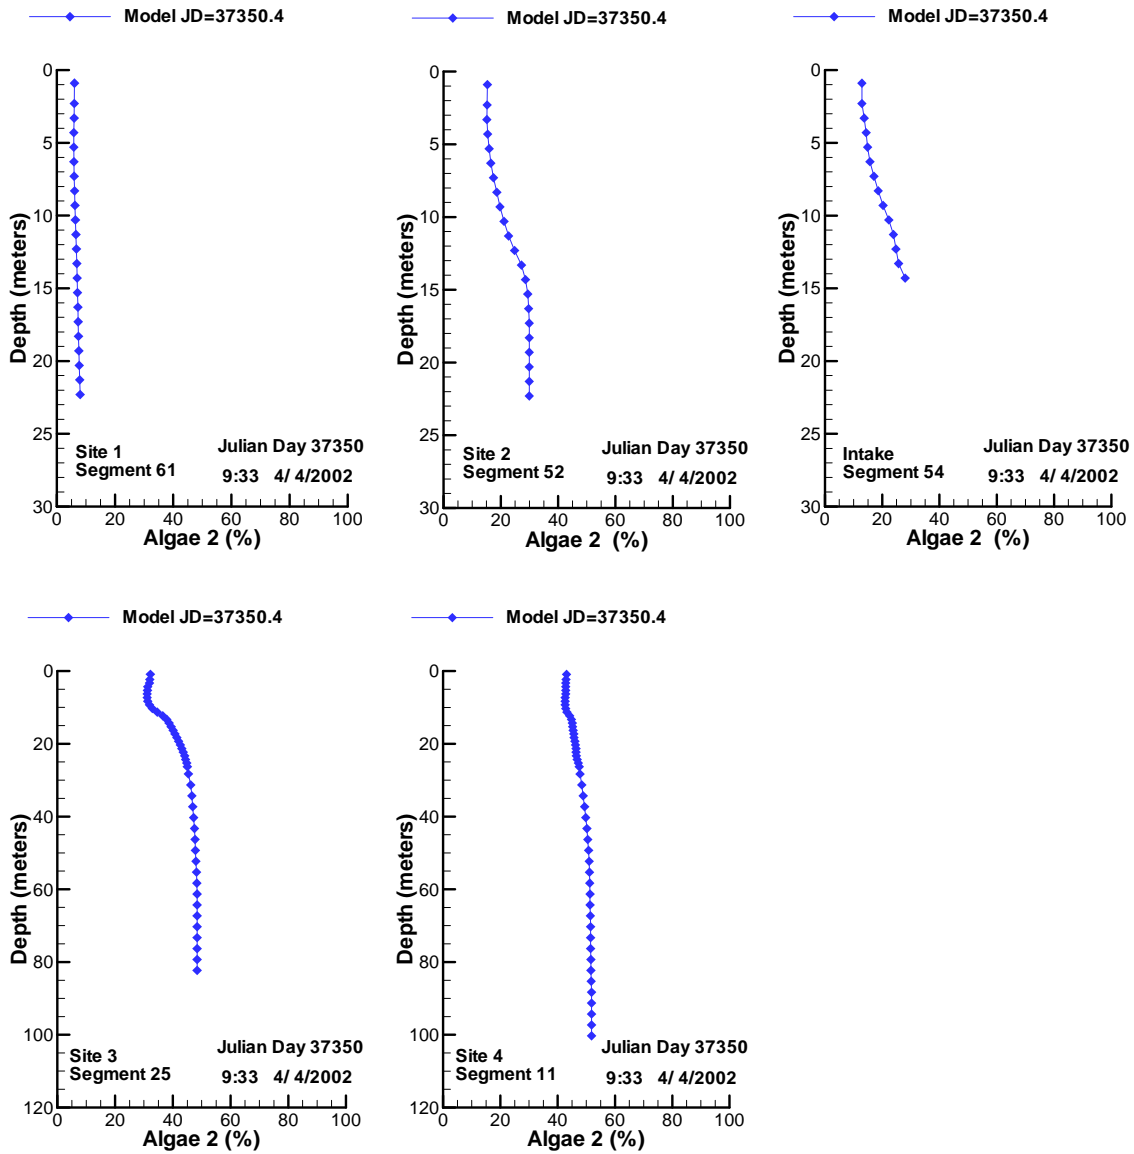 Model JD=37350.4
0
5
10
15
20
25
30
Depth (meters)
Site 1
Segment 61
Julian Day 37350
9:33 4/ 4/2002
0 20 40 60 80 100
Algae 2 (%)
Model JD=37350.4
0
5
10
15
20
25
30
Depth (meters)
Site 2
Segment 52
Julian Day 37350
9:33 4/ 4/2002
0 20 40 60 80 100
Algae 2 (%)
Model JD=37350.4
0
5
10
15
20
25
30
Depth (meters)
Intake
Segment 54
Julian Day 37350
9:33 4/ 4/2002
0 20 40 60 80 100
Algae 2 (%)
Model JD=37350.4
0
20
40
60
80
100
120
Depth (meters)
Site 3
Segment 25
Julian Day 37350
9:33 4/ 4/2002
0 20 40 60 80 100
Algae 2 (%)
Model JD=37350.4
0
20
40
60
80
100
120
Depth (meters)
Site 4
Segment 11
Julian Day 37350
9:33 4/ 4/2002
0 20 40 60 80 100
Algae 2 (%)